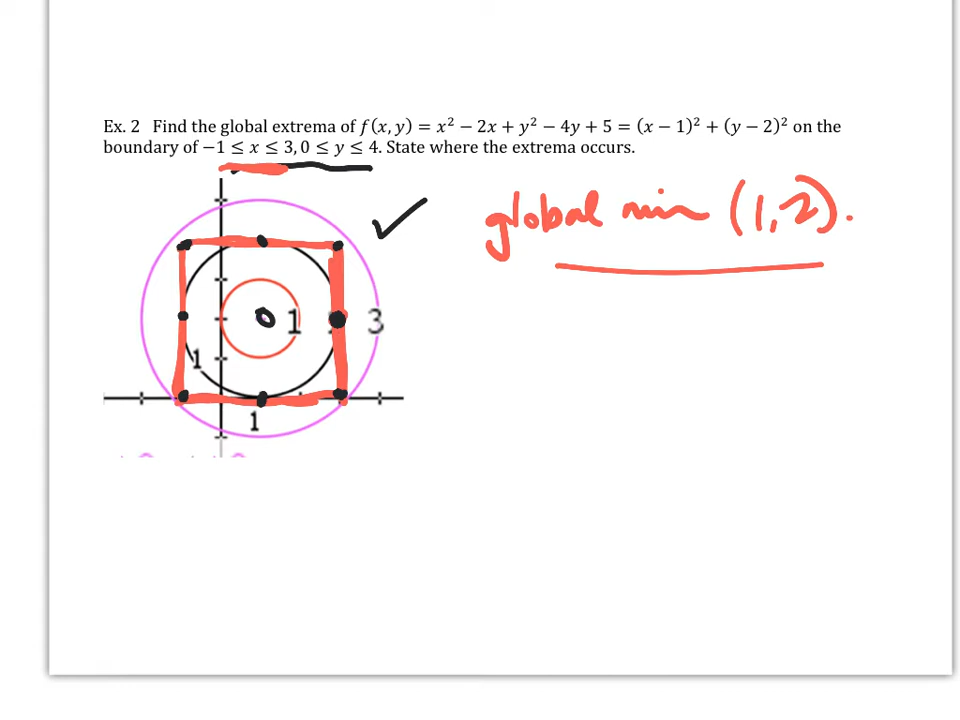 Ex. 2 Find the global extrema of f(x, y) = x² − 2x + y² − 4y + 5 = (x − 1)² + (y − 2)² on the
boundary of −1 ≤ x ≤ 3, 0 ≤ y ≤ 4. State where the extrema occurs.
global min (1,2).
1 3
1
1